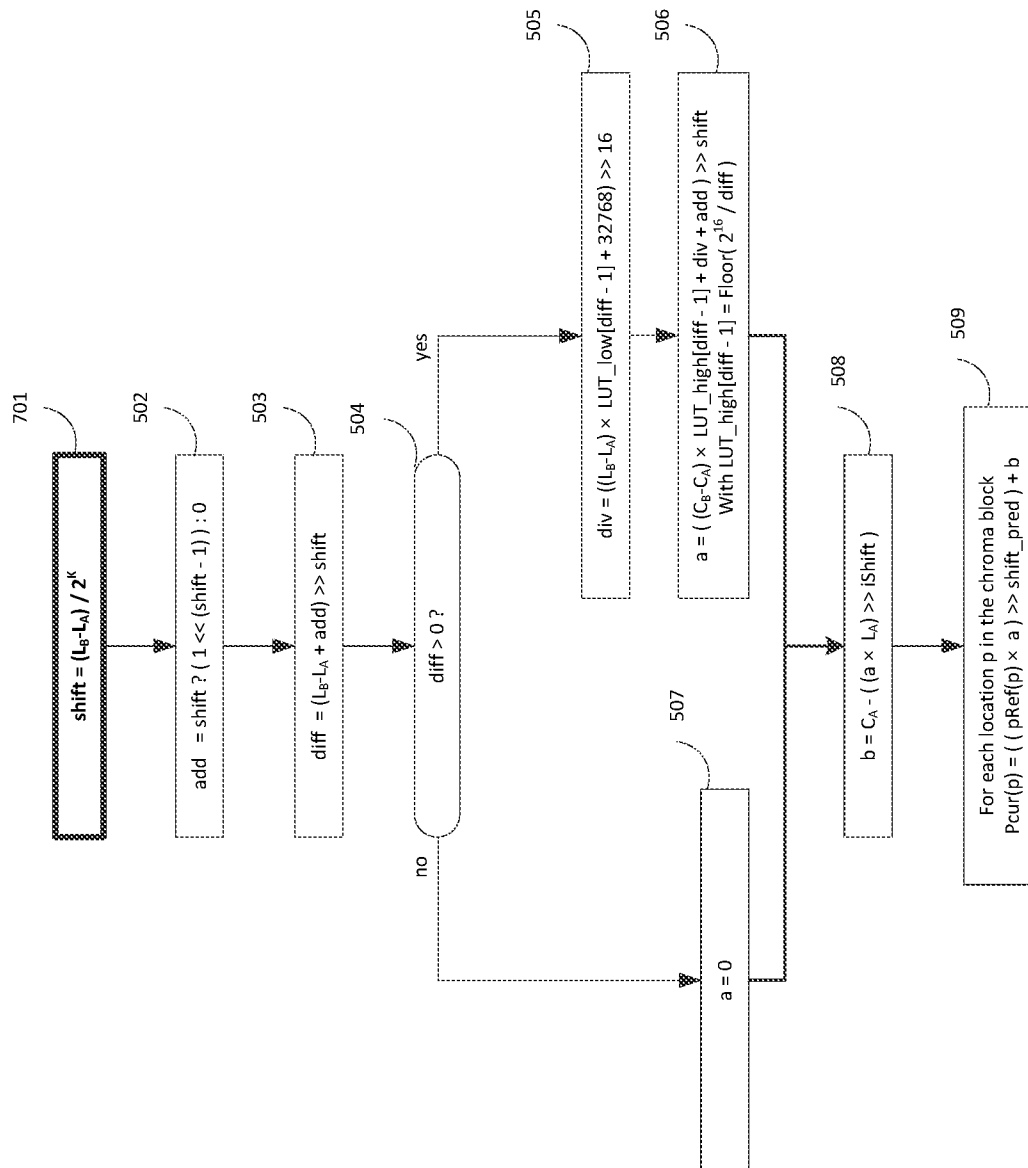 701
shift = (L_B-L_A) / 2^K
502
add = shift ? ( 1 << (shift - 1)) : 0
503
diff = (L_B-L_A + add) >> shift
504
diff > 0 ?
no
yes
505
div = ((L_B-L_A) × LUT_low[diff - 1] + 32768) >> 16
506
a = ( (C_B-C_A) × LUT_high[diff - 1] + div + add ) >> shift
With LUT_high[diff - 1] = Floor( 2^16 / diff )
507
a = 0
508
b = C_A - ( (a × L_A) >> iShift )
509
For each location p in the chroma block
Pcur(p) = ( ( pRef(p) × a ) >> shift_pred ) + b